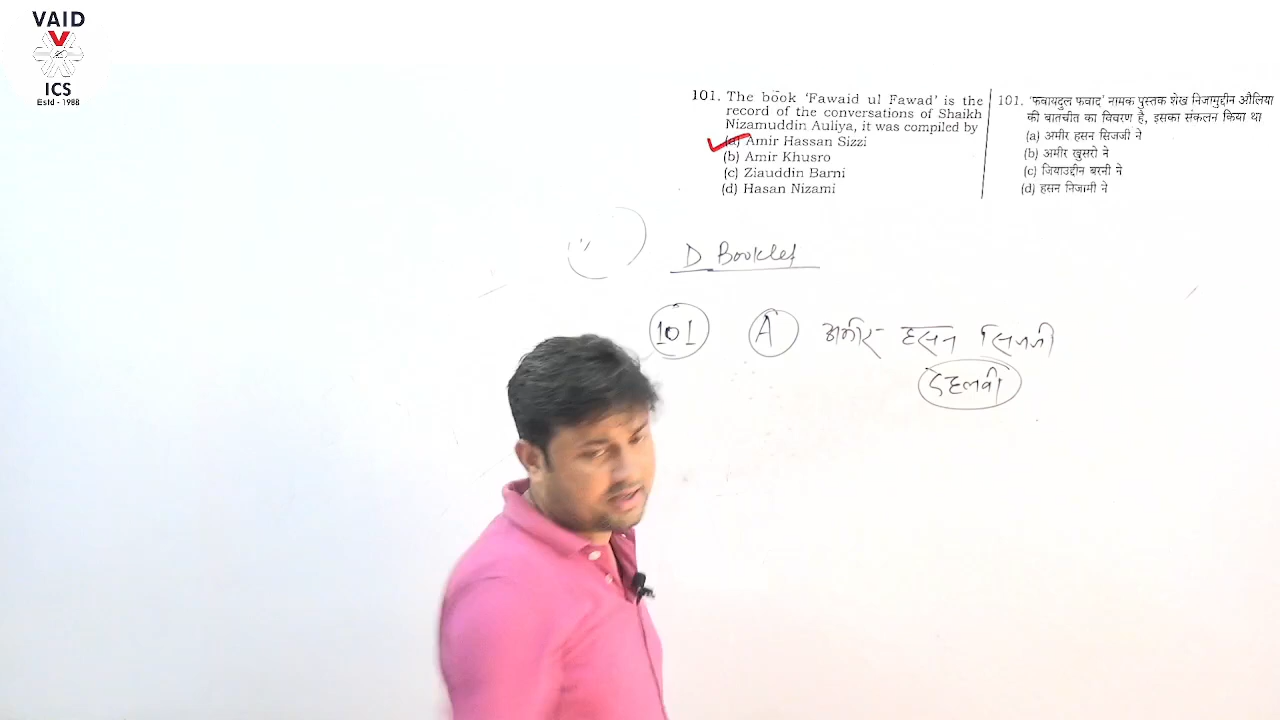 VAID
V
ICS
Estd - 1988
101. The book 'Fawaid ul Fawad' is the
record of the conversations of Shaikh
Nizamuddin Auliya, it was compiled by
(a) Amir Hassan Sizzi
(b) Amir Khusro
(c) Ziauddin Barni
(d) Hasan Nizami
101. 'फवायदुल फवाद' नामक पुस्तक शेख निजामुद्दीन औलिया
की बातचीत का विवरण है, इसका संकलन किया था
(a) अमीर हसन सिजजी ने
(b) अमीर खुसरो ने
(c) जियाउद्दीन बरनी ने
(d) हसन निजामी ने
D Booklet
101 A अमीर हसन सिजजी
देहलवी